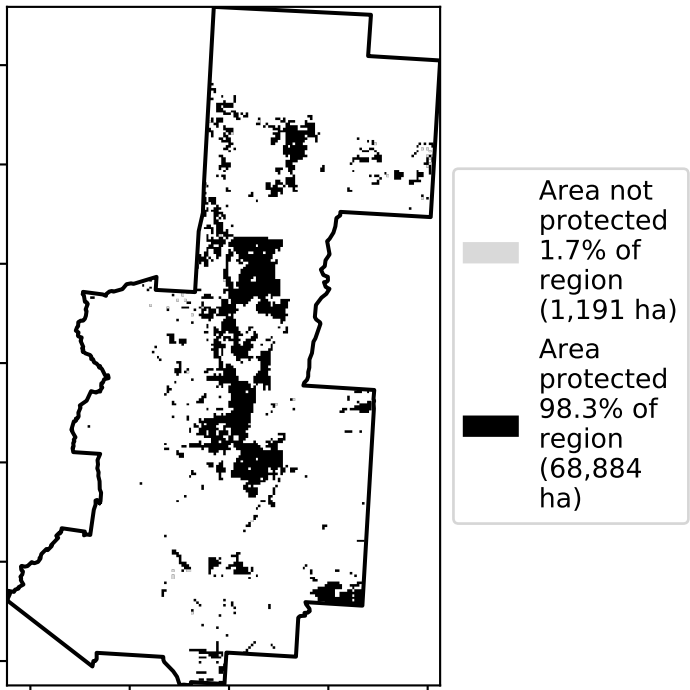 Area not
protected
1.7% of
region
(1,191 ha)
Area
protected
98.3% of
region
(68,884
ha)